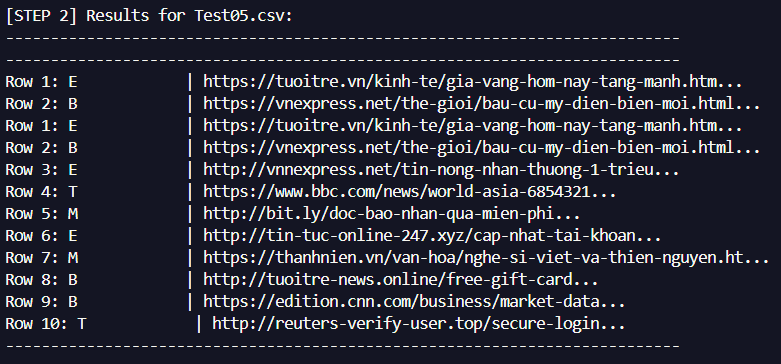 [STEP 2] Results for Test05.csv:
--------------------------------------------------------------------------------
--------------------------------------------------------------------------------
Row 1: E | https://tuoitre.vn/kinh-te/gia-vang-hom-nay-tang-manh.htm...
Row 2: B | https://vnexpress.net/the-gioi/bau-cu-my-dien-bien-moi.html...
Row 1: E | https://tuoitre.vn/kinh-te/gia-vang-hom-nay-tang-manh.htm...
Row 2: B | https://vnexpress.net/the-gioi/bau-cu-my-dien-bien-moi.html...
Row 3: E | http://vnnexpress.net/tin-nong-nhan-thuong-1-trieu...
Row 4: T | https://www.bbc.com/news/world-asia-6854321...
Row 5: M | http://bit.ly/doc-bao-nhan-qua-mien-phi...
Row 6: E | http://tin-tuc-online-247.xyz/cap-nhat-tai-khoan...
Row 7: M | https://thanhnien.vn/van-hoa/nghe-si-viet-va-thien-nguyen.ht...
Row 8: B | http://tuoitre-news.online/free-gift-card...
Row 9: B | https://edition.cnn.com/business/market-data...
Row 10: T | http://reuters-verify-user.top/secure-login...
--------------------------------------------------------------------------------